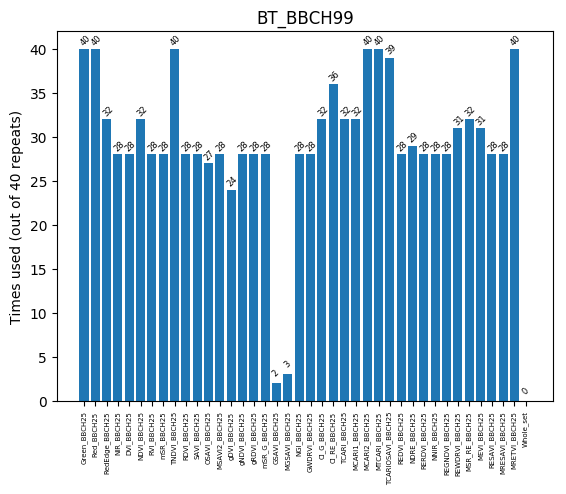 BT_BBCH99
Times used (out of 40 repeats)
40
35
30
25
20
15
10
5
0
40
40
32
28
28
32
28
28
40
28
28
27
28
24
28
28
28
2
3
28
28
32
36
32
32
40
40
39
28
29
28
28
28
31
32
31
28
28
40
0
Green_BBCH25
Red_BBCH25
RedEdge_BBCH25
NIR_BBCH25
DVI_BBCH25
NDVI_BBCH25
RVI_BBCH25
mSR_BBCH25
TNDVI_BBCH25
RDVI_BBCH25
SAVI_BBCH25
OSAVI_BBCH25
MSAVI2_BBCH25
gDVI_BBCH25
gNDVI_BBCH25
gRDVI_BBCH25
mSR_G_BBCH25
GSAVI_BBCH25
MGSAVI_BBCH25
NGI_BBCH25
GWDRVI_BBCH25
CI_G_BBCH25
CI_RE_BBCH25
TCARI_BBCH25
MCARI1_BBCH25
MCARI2_BBCH25
MTCARI_BBCH25
TCARIOSAVI_BBCH25
REDVI_BBCH25
NDRE_BBCH25
RERDVI_BBCH25
NNIR_BBCH25
REGNDVI_BBCH25
REWDRVI_BBCH25
MSR_RE_BBCH25
MEVI_BBCH25
RESAVI_BBCH25
MRESAVI_BBCH25
MRETVI_BBCH25
Whole_set